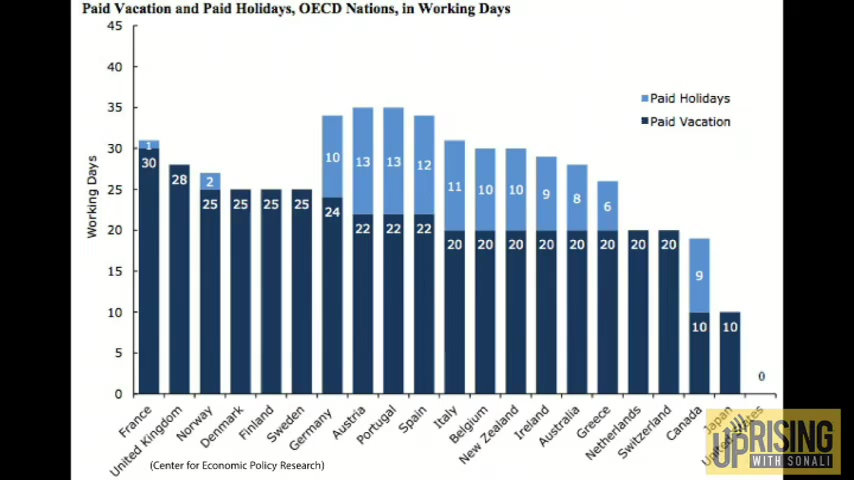 Paid Vacation and Paid Holidays, OECD Nations, in Working Days
45
40
35
30
25
20
15
10
5
0
Working Days
Paid Holidays
Paid Vacation
1
30
28
2
25
25
25
25
10
24
13
22
13
22
12
22
11
20
10
20
10
20
9
20
8
20
6
20
20
20
9
10
10
0
France
United Kingdom
Norway
Denmark
Finland
Sweden
Germany
Austria
Portugal
Spain
Italy
Belgium
New Zealand
Ireland
Australia
Greece
Netherlands
Switzerland
Canada
Japan
United States
(Center for Economic Policy Research)
UPRISING
WITH SONALI